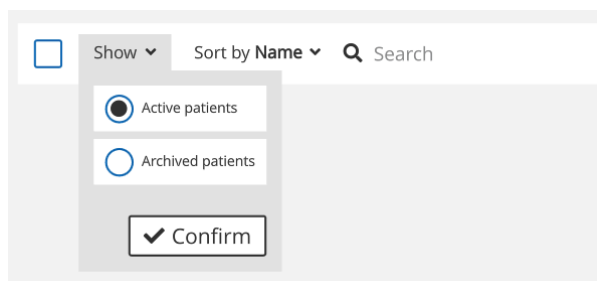 Show Sort by Name Search
Active patients
Archived patients
Confirm